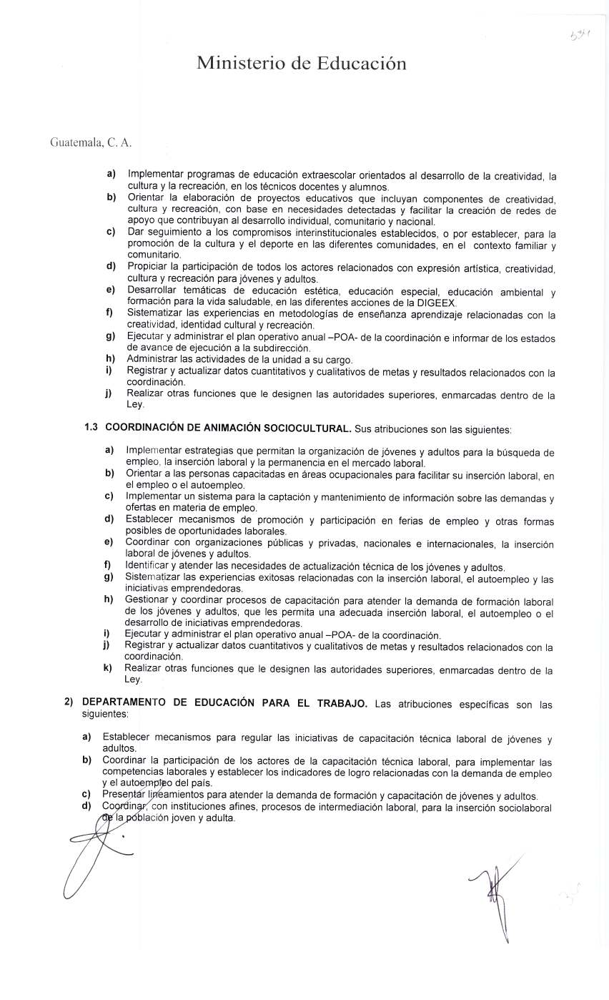 Ministerio de Educación
Guatemala, C. A.
a) Implementar programas de educación extraescolar orientados al desarrollo de la creatividad, la
cultura y la recreación, en los técnicos docentes y alumnos.
b) Orientar la elaboración de proyectos educativos que incluyan componentes de creatividad,
cultura y recreación, con base en necesidades detectadas y facilitar la creación de redes de
apoyo que contribuyan al desarrollo individual, comunitario y nacional.
c) Dar seguimiento a los compromisos interinstitucionales establecidos, o por establecer, para la
promoción de la cultura y el deporte en las diferentes comunidades, en el contexto familiar y
comunitario.
d) Propiciar la participación de todos los actores relacionados con expresión artística, creatividad,
cultura y recreación para jóvenes y adultos.
e) Desarrollar temáticas de educación estética, educación especial, educación ambiental y
formación para la vida saludable, en las diferentes acciones de la DIGEEX.
f) Sistematizar las experiencias en metodologías de enseñanza aprendizaje relacionadas con la
creatividad, identidad cultural y recreación.
g) Ejecutar y administrar el plan operativo anual –POA- de la coordinación e informar de los estados
de avance de ejecución a la subdirección.
h) Administrar las actividades de la unidad a su cargo.
i) Registrar y actualizar datos cuantitativos y cualitativos de metas y resultados relacionados con la
coordinación.
j) Realizar otras funciones que le designen las autoridades superiores, enmarcadas dentro de la
Ley.
1.3 COORDINACIÓN DE ANIMACIÓN SOCIOCULTURAL. Sus atribuciones son las siguientes:
a) Implementar estrategias que permitan la organización de jóvenes y adultos para la búsqueda de
empleo, la inserción laboral y la permanencia en el mercado laboral.
b) Orientar a las personas capacitadas en áreas ocupacionales para facilitar su inserción laboral, en
el empleo o el autoempleo.
c) Implementar un sistema para la captación y mantenimiento de información sobre las demandas y
ofertas en materia de empleo.
d) Establecer mecanismos de promoción y participación en ferias de empleo y otras formas
posibles de oportunidades laborales.
e) Coordinar con organizaciones públicas y privadas, nacionales e internacionales, la inserción
laboral de jóvenes y adultos.
f) Identificar y atender las necesidades de actualización técnica de los jóvenes y adultos.
g) Sistematizar las experiencias exitosas relacionadas con la inserción laboral, el autoempleo y las
iniciativas emprendedoras.
h) Gestionar y coordinar procesos de capacitación para atender la demanda de formación laboral
de los jóvenes y adultos, que les permita una adecuada inserción laboral, el autoempleo o el
desarrollo de iniciativas emprendedoras.
i) Ejecutar y administrar el plan operativo anual –POA- de la coordinación.
j) Registrar y actualizar datos cuantitativos y cualitativos de metas y resultados relacionados con la
coordinación.
k) Realizar otras funciones que le designen las autoridades superiores, enmarcadas dentro de la
Ley.
2) DEPARTAMENTO DE EDUCACIÓN PARA EL TRABAJO. Las atribuciones específicas son las
siguientes:
a) Establecer mecanismos para regular las iniciativas de capacitación técnica laboral de jóvenes y
adultos.
b) Coordinar la participación de los actores de la capacitación técnica laboral, para implementar las
competencias laborales y establecer los indicadores de logro relacionadas con la demanda de empleo
y el autoempleo del país.
c) Presentar lineamientos para atender la demanda de formación y capacitación de jóvenes y adultos.
d) Coordinar, con instituciones afines, procesos de intermediación laboral, para la inserción sociolaboral
de la población joven y adulta.